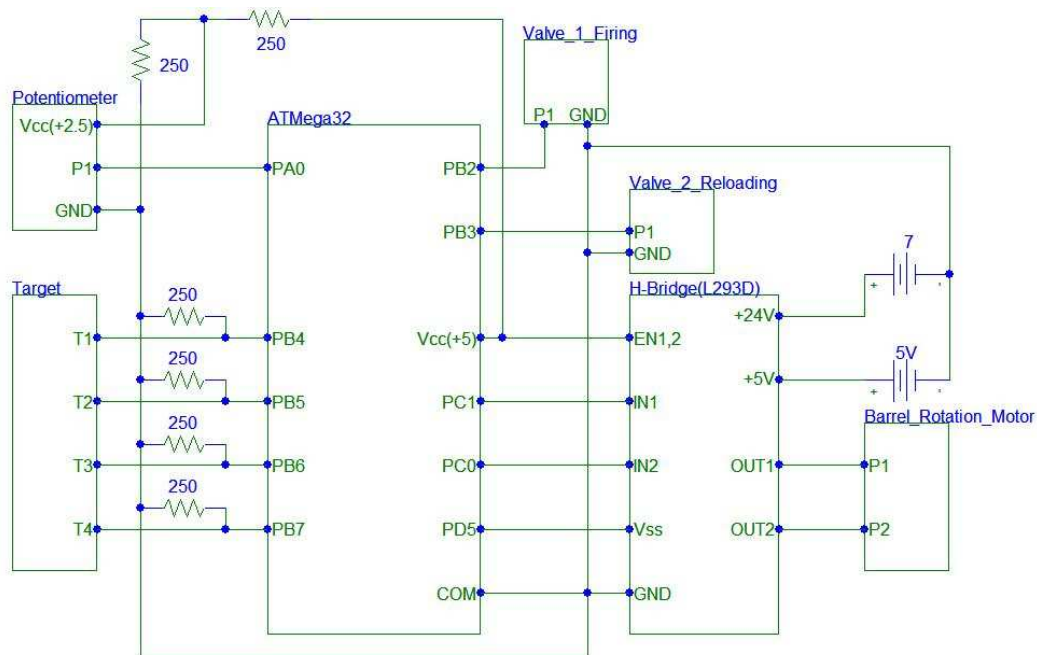 250
250
Valve_1_Firing
P1
GND
Potentiometer
Vcc(+2.5)
P1
GND
ATMega32
PA0
PB2
PB3
PB4
PB5
PB6
PB7
Vcc(+5)
PC1
PC0
PD5
COM
Valve_2_Reloading
P1
GND
Target
T1
T2
T3
T4
250
250
250
250
H-Bridge(L293D)
+24V
EN1,2
+5V
IN1
IN2
OUT1
Vss
OUT2
GND
7
+
-
5V
+
-
Barrel_Rotation_Motor
P1
P2